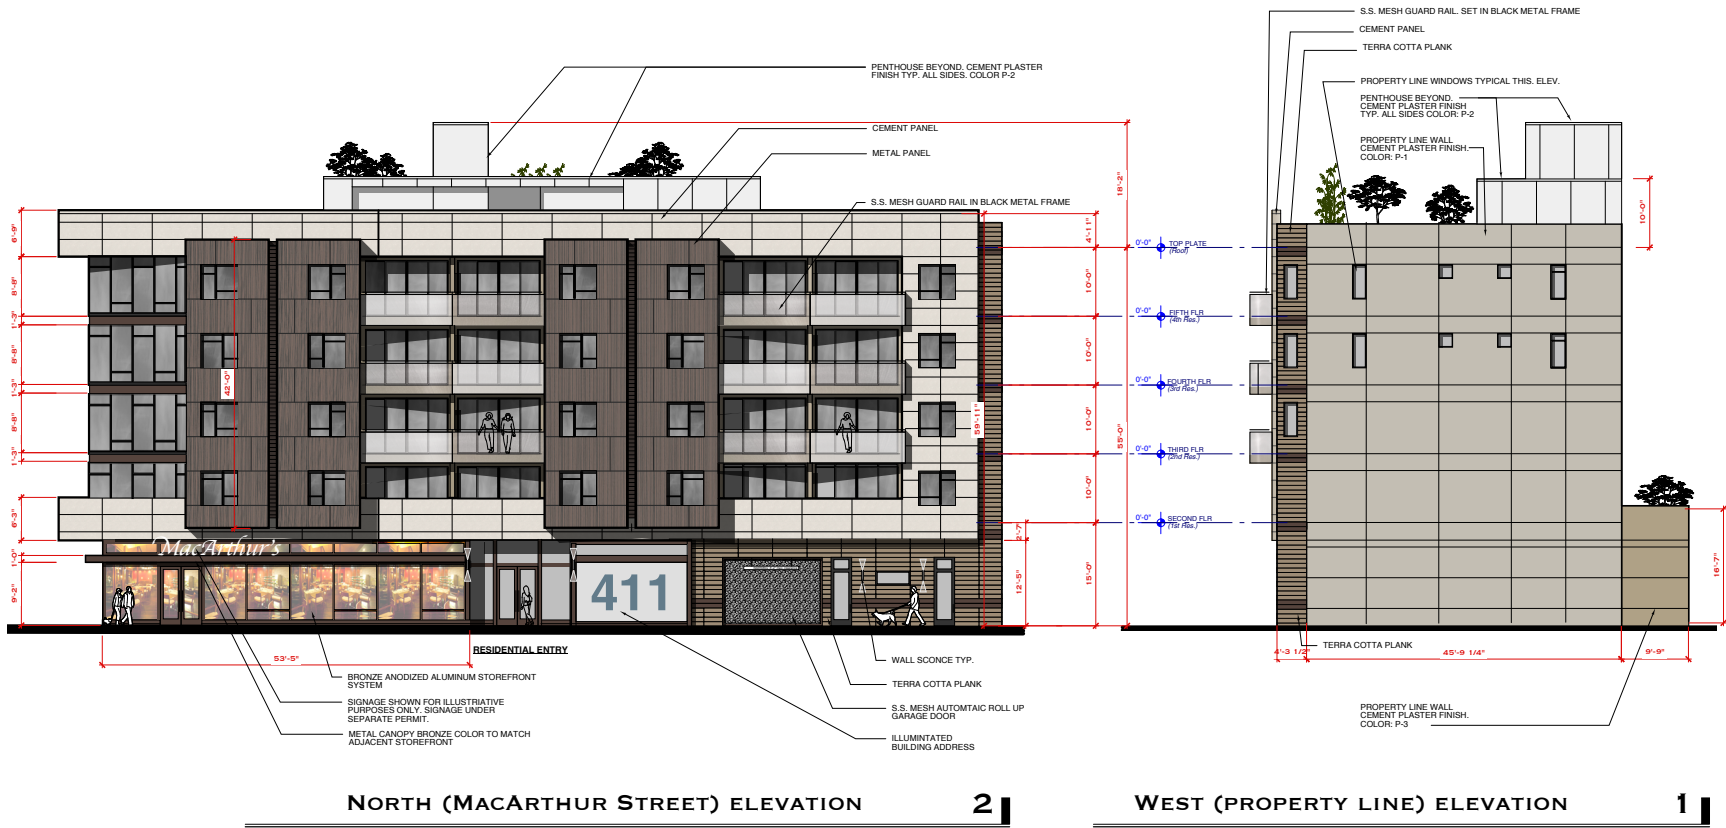 S.S. MESH GUARD RAIL. SET IN BLACK METAL FRAME
CEMENT PANEL
TERRA COTTA PLANK
PENTHOUSE BEYOND. CEMENT PLASTER
FINISH TYP. ALL SIDES. COLOR P-2
CEMENT PANEL
METAL PANEL
S.S. MESH GUARD RAIL IN BLACK METAL FRAME
PROPERTY LINE WINDOWS TYPICAL THIS. ELEV.
PENTHOUSE BEYOND.
CEMENT PLASTER FINISH
TYP. ALL SIDES COLOR: P-2
PROPERTY LINE WALL
CEMENT PLASTER FINISH.
COLOR: P-1
6'-9"
8'-8"
1'-3"
8'-8"
1'-3"
8'-8"
1'-3"
6'-3"
1'-0"
9'-2"
42'-0"
59'-11"
18'-2"
4'-11"
10'-0"
10'-0"
10'-0"
10'-0"
55'-0"
2'-7"
12'-5"
15'-0"
10'-0"
16'-7"
0'-0"
TOP PLATE
(Roof)
0'-0"
FIFTH FLR
(4th Res.)
0'-0"
FOURTH FLR
(3rd Res.)
0'-0"
THIRD FLR
(2nd Res.)
0'-0"
SECOND FLR
(1st Res.)
MacArthur's
411
53'-5"
RESIDENTIAL ENTRY
BRONZE ANODIZED ALUMINUM STOREFRONT
SYSTEM
SIGNAGE SHOWN FOR ILLUSTRIATIVE
PURPOSES ONLY. SIGNAGE UNDER
SEPARATE PERMIT.
METAL CANOPY BRONZE COLOR TO MATCH
ADJACENT STOREFRONT
WALL SCONCE TYP.
TERRA COTTA PLANK
S.S. MESH AUTOMTAIC ROLL UP
GARAGE DOOR
ILLUMINTATED
BUILDING ADDRESS
TERRA COTTA PLANK
4'-3 1/2"
45'-9 1/4"
9'-9"
PROPERTY LINE WALL
CEMENT PLASTER FINISH.
COLOR: P-3
NORTH (MACARTHUR STREET) ELEVATION
2
WEST (PROPERTY LINE) ELEVATION
1